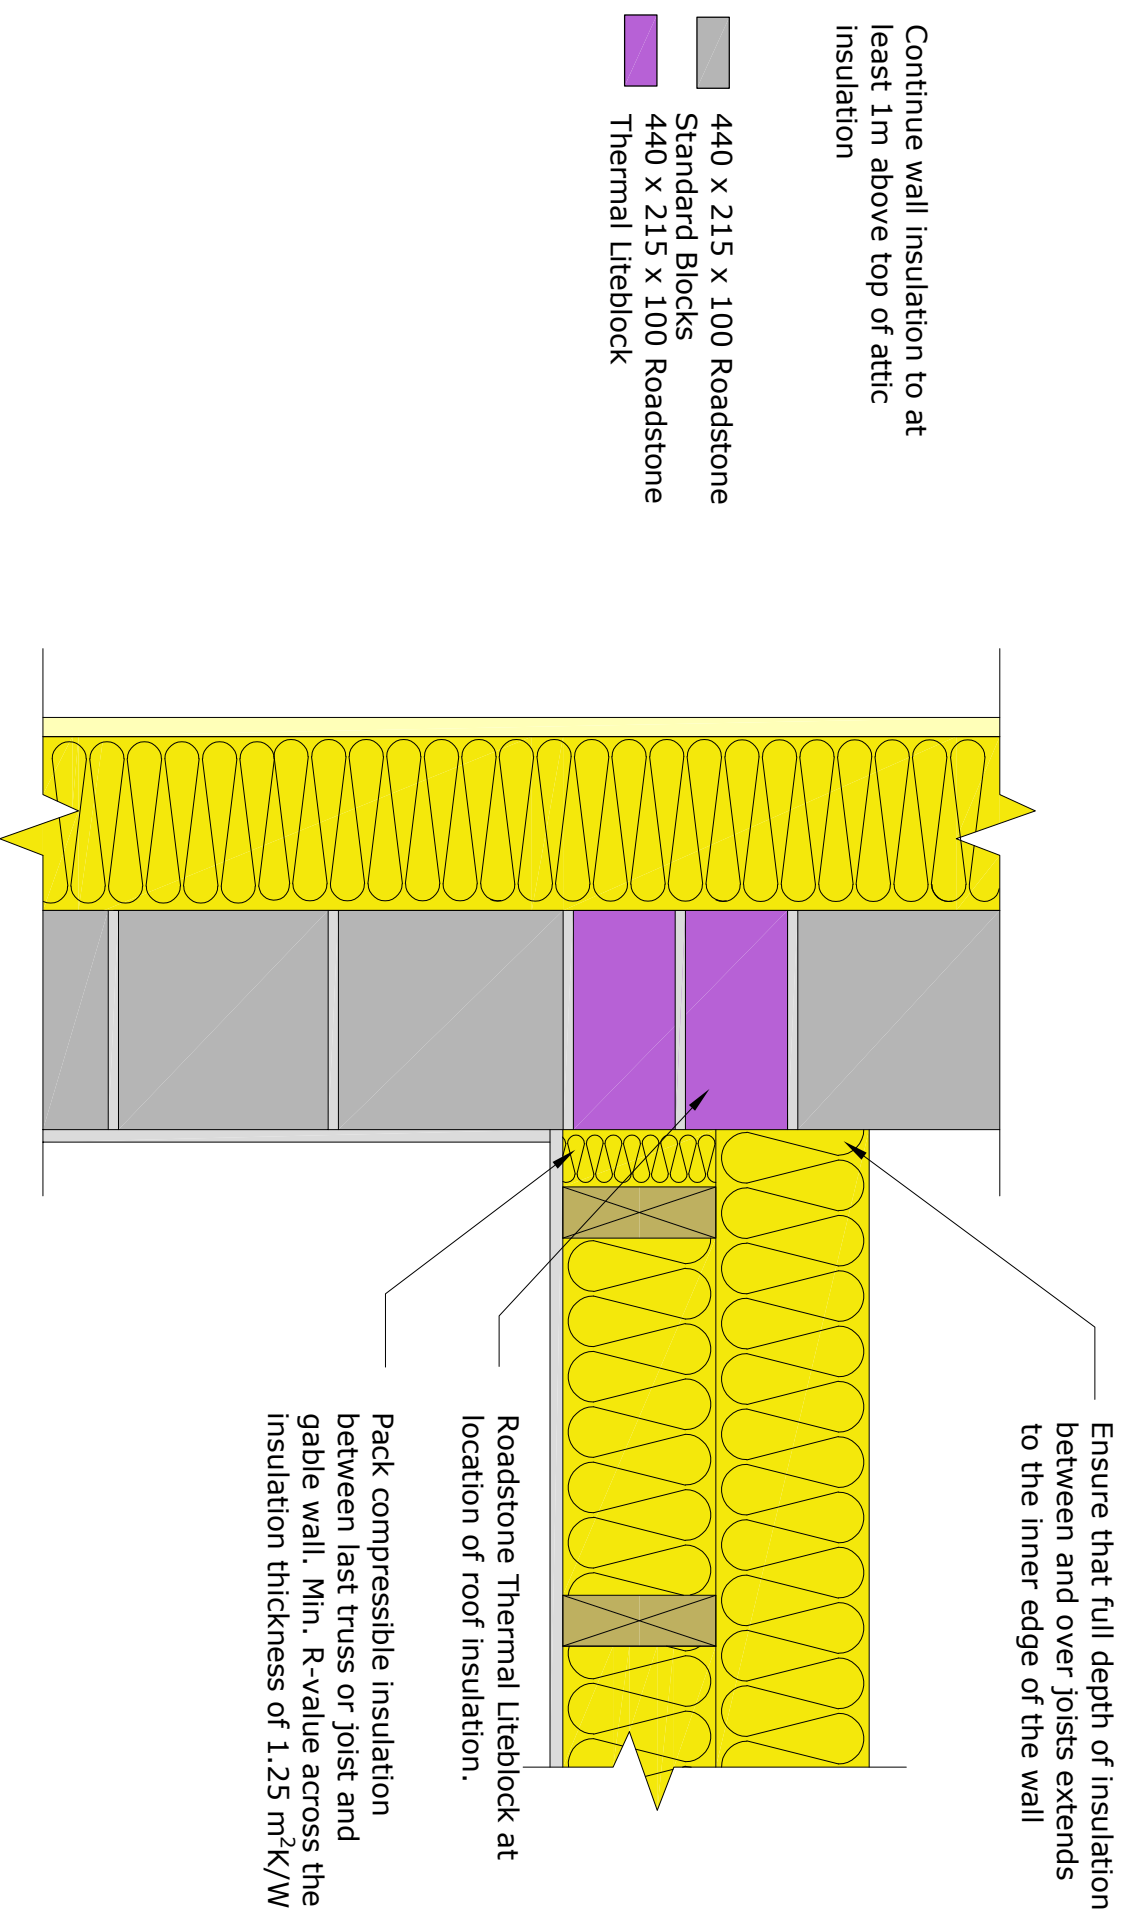 Continue wall insulation to at
least 1m above top of attic
insulation
440 x 215 x 100 Roadstone
Standard Blocks
440 x 215 x 100 Roadstone
Thermal Liteblock
Ensure that full depth of insulation
between and over joists extends
to the inner edge of the wall
Roadstone Thermal Liteblock at
location of roof insulation.
Pack compressible insulation
between last truss or joist and
gable wall. Min. R-value across the
insulation thickness of 1.25 m²K/W